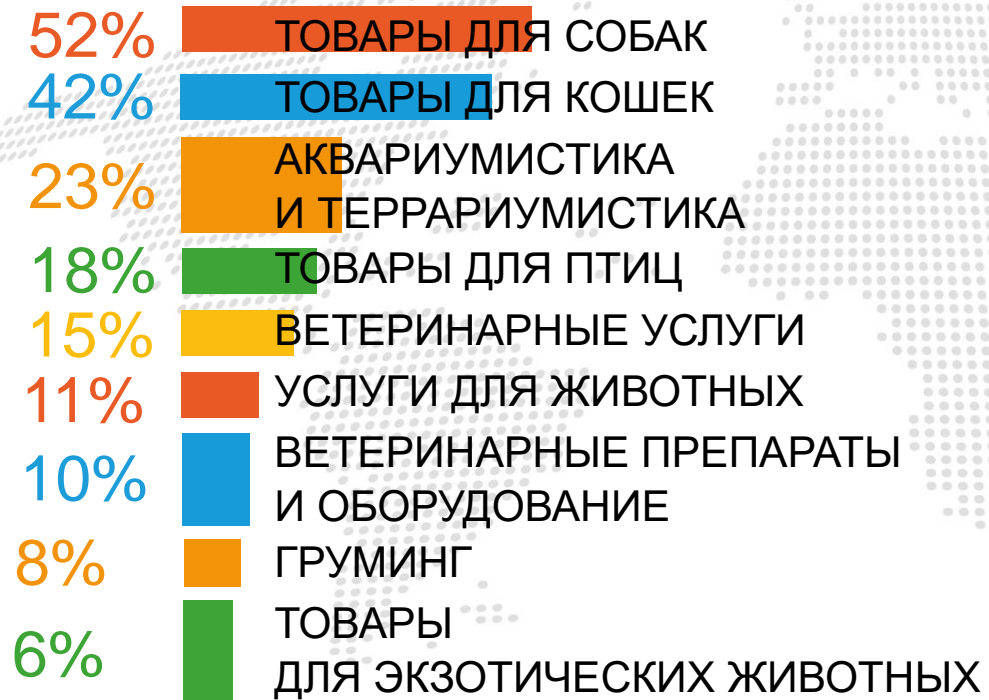 52% ТОВАРЫ ДЛЯ СОБАК
42% ТОВАРЫ ДЛЯ КОШЕК
23% АКВАРИУМИСТИКА
И ТЕРРАРИУМИСТИКА
18% ТОВАРЫ ДЛЯ ПТИЦ
15% ВЕТЕРИНАРНЫЕ УСЛУГИ
11% УСЛУГИ ДЛЯ ЖИВОТНЫХ
10% ВЕТЕРИНАРНЫЕ ПРЕПАРАТЫ
И ОБОРУДОВАНИЕ
8% ГРУМИНГ
6% ТОВАРЫ
ДЛЯ ЭКЗОТИЧЕСКИХ ЖИВОТНЫХ